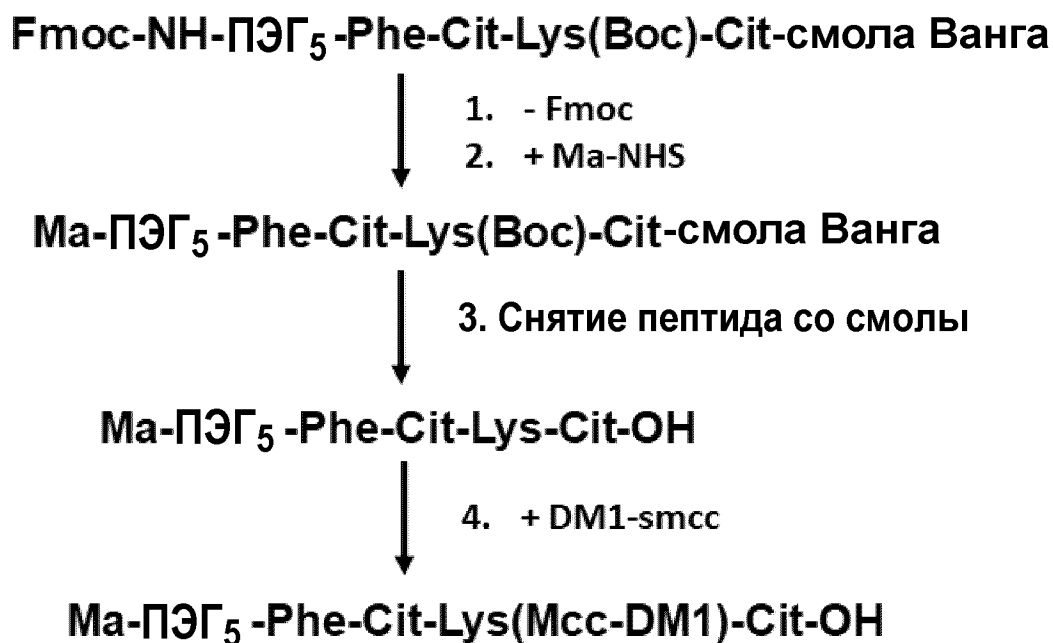 Fmoc-NH-ПЭГ5-Phe-Cit-Lys(Boc)-Cit-смола Ванга
1. - Fmoc
2. + Ma-NHS
Ma-ПЭГ5-Phe-Cit-Lys(Boc)-Cit-смола Ванга
3. Снятие пептида со смолы
Ma-ПЭГ5-Phe-Cit-Lys-Cit-OH
4. + DM1-smcc
Ma-ПЭГ5-Phe-Cit-Lys(Mcc-DM1)-Cit-OH